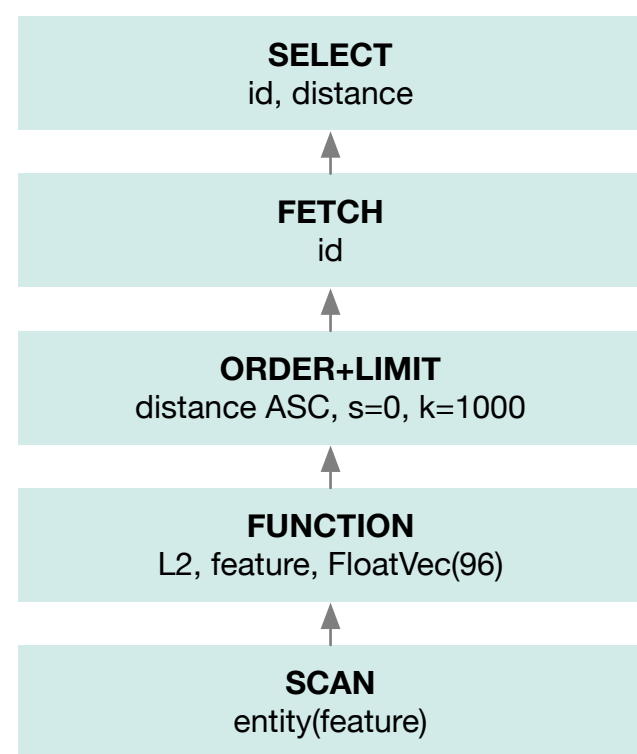 SELECT
id, distance
FETCH
id
ORDER+LIMIT
distance ASC, s=0, k=1000
FUNCTION
L2, feature, FloatVec(96)
SCAN
entity(feature)